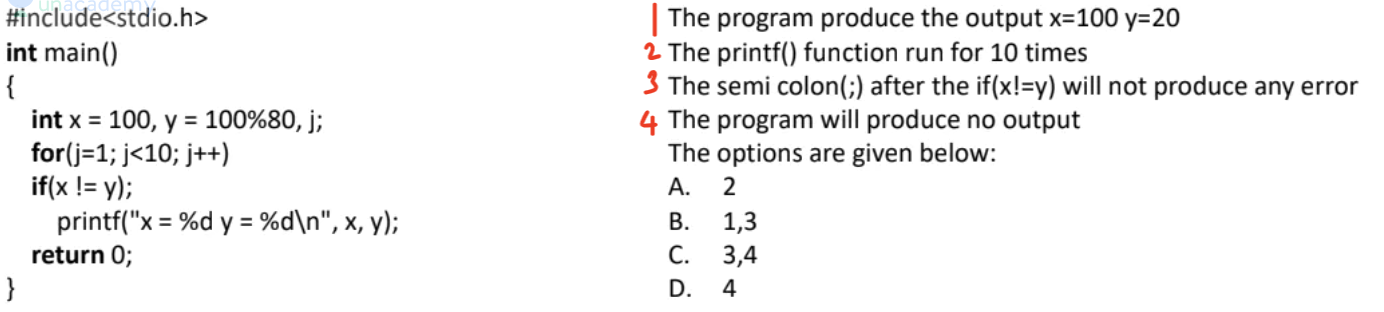 unacademy
#include<stdio.h>
int main()
{
int x = 100, y = 100%80, j;
for(j=1; j<10; j++)
if(x != y);
printf("x = %d y = %d\n", x, y);
return 0;
}
1 The program produce the output x=100 y=20
2 The printf() function run for 10 times
3 The semi colon(;) after the if(x!=y) will not produce any error
4 The program will produce no output
The options are given below:
A. 2
B. 1,3
C. 3,4
D. 4